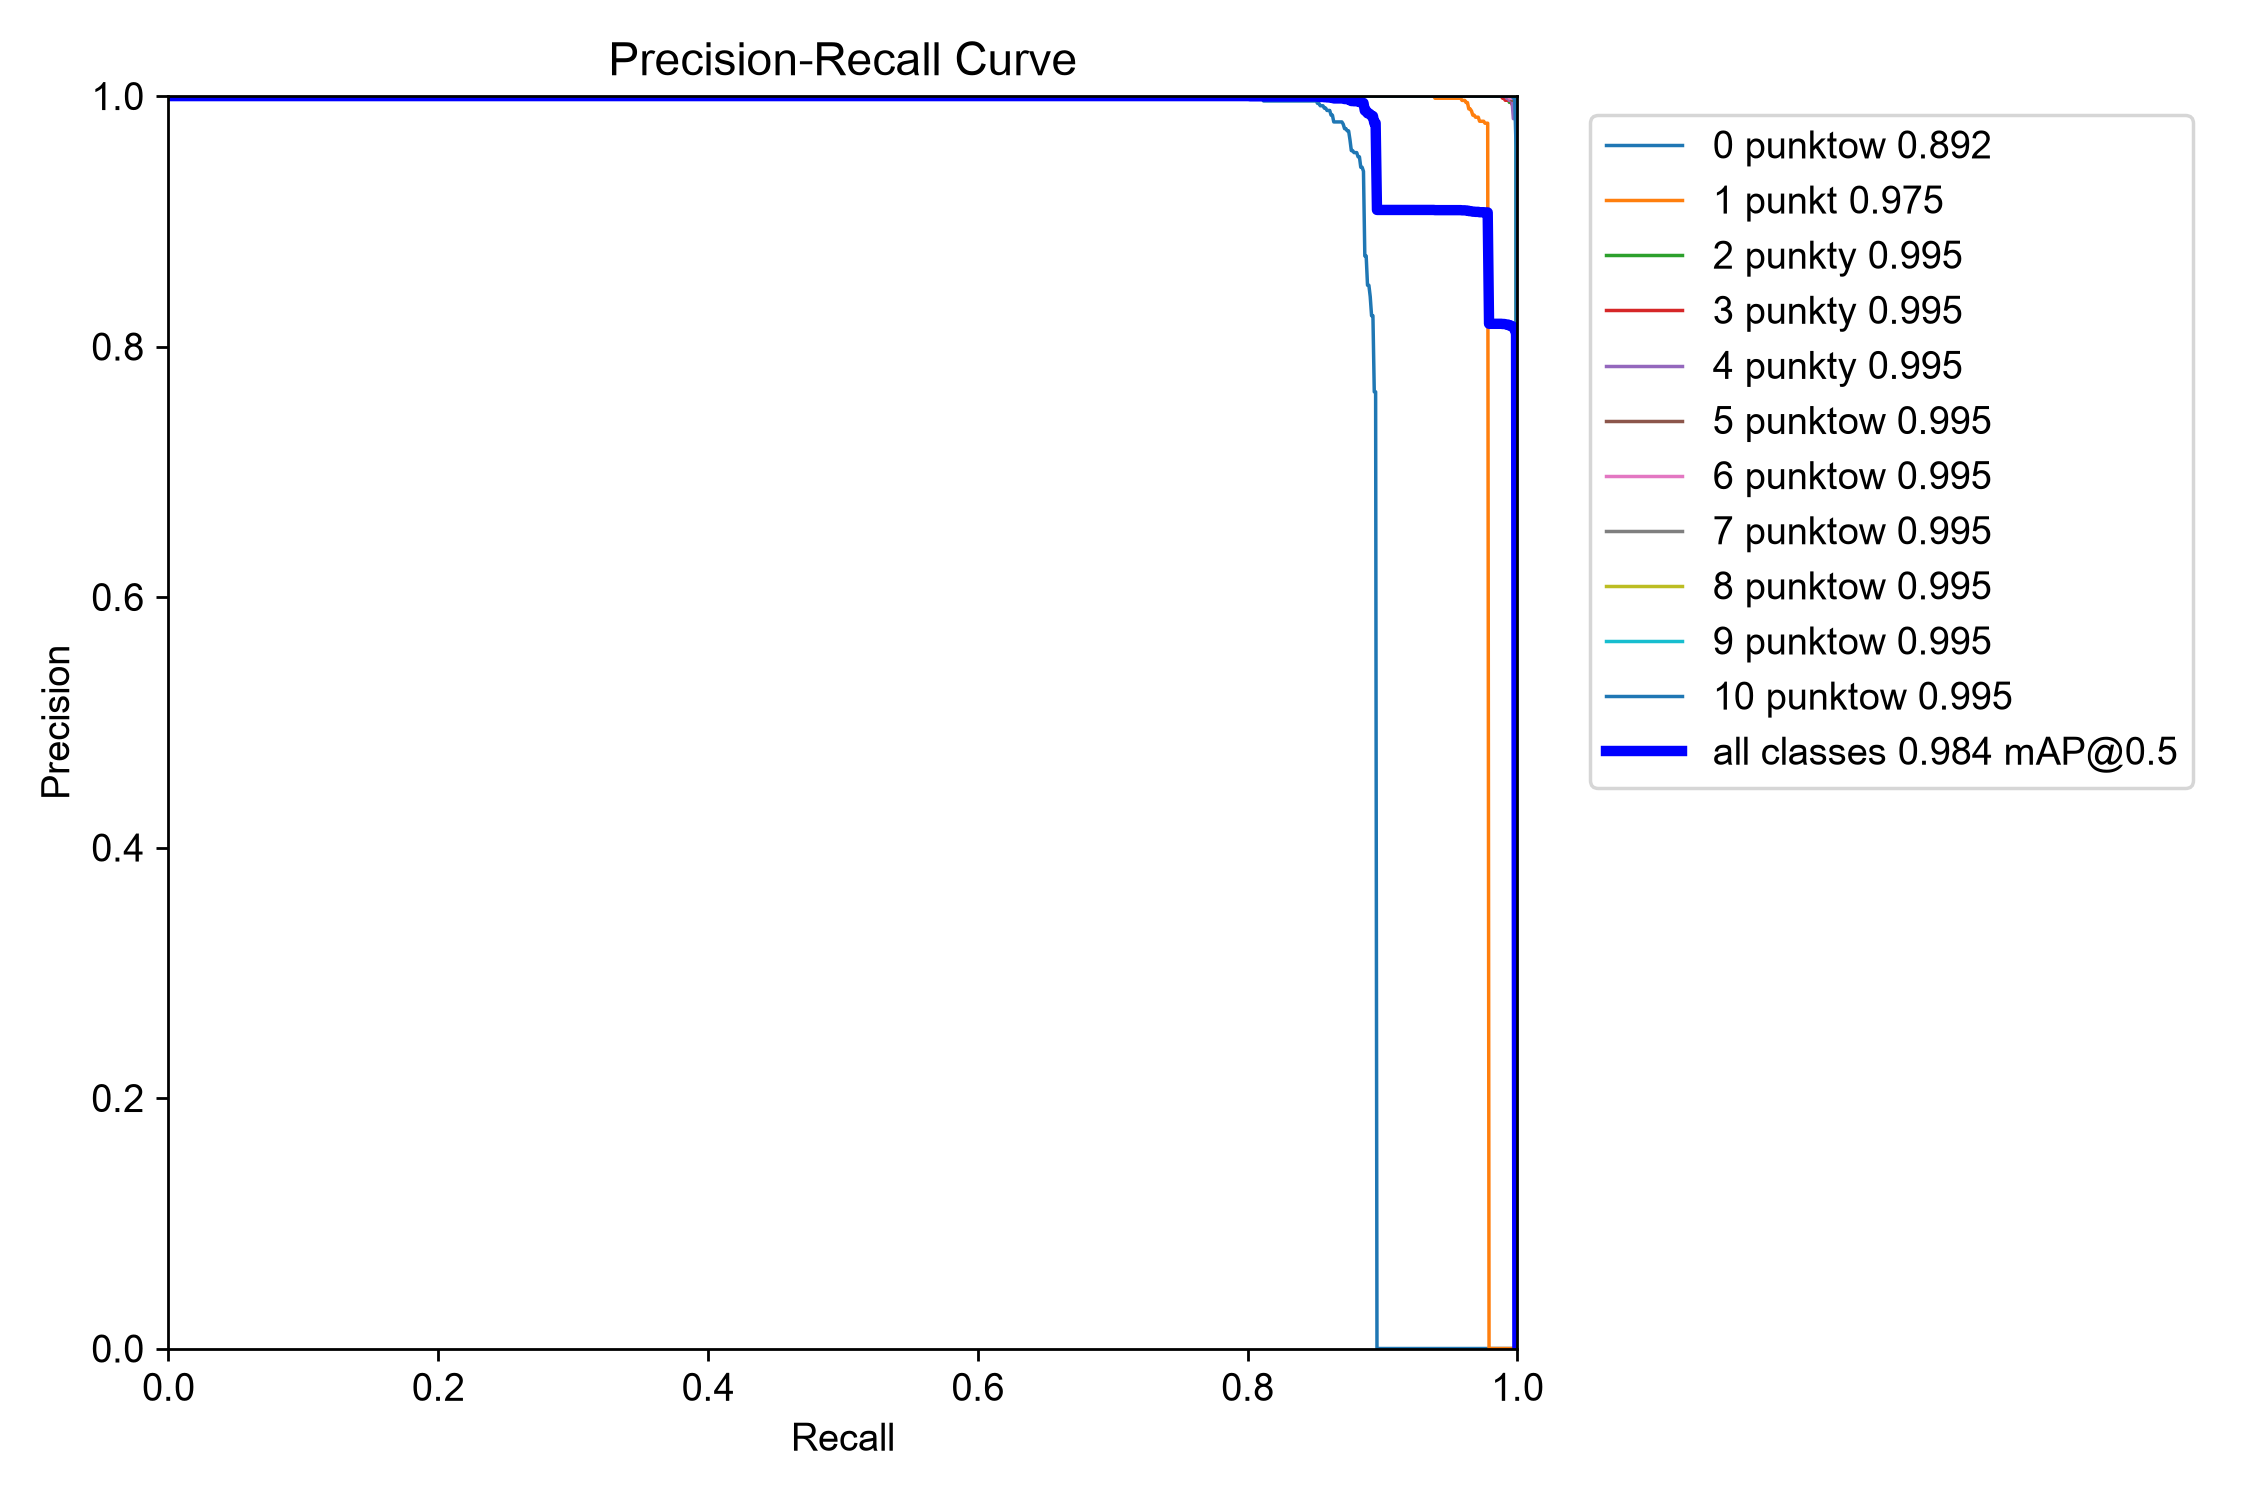 Precision-Recall Curve
1.0
0.8
0.6
0.4
0.2
0.0
Precision
0.0 0.2 0.4 0.6 0.8 1.0
Recall
0 punktow 0.892
1 punkt 0.975
2 punkty 0.995
3 punkty 0.995
4 punkty 0.995
5 punktow 0.995
6 punktow 0.995
7 punktow 0.995
8 punktow 0.995
9 punktow 0.995
10 punktow 0.995
all classes 0.984 mAP@0.5